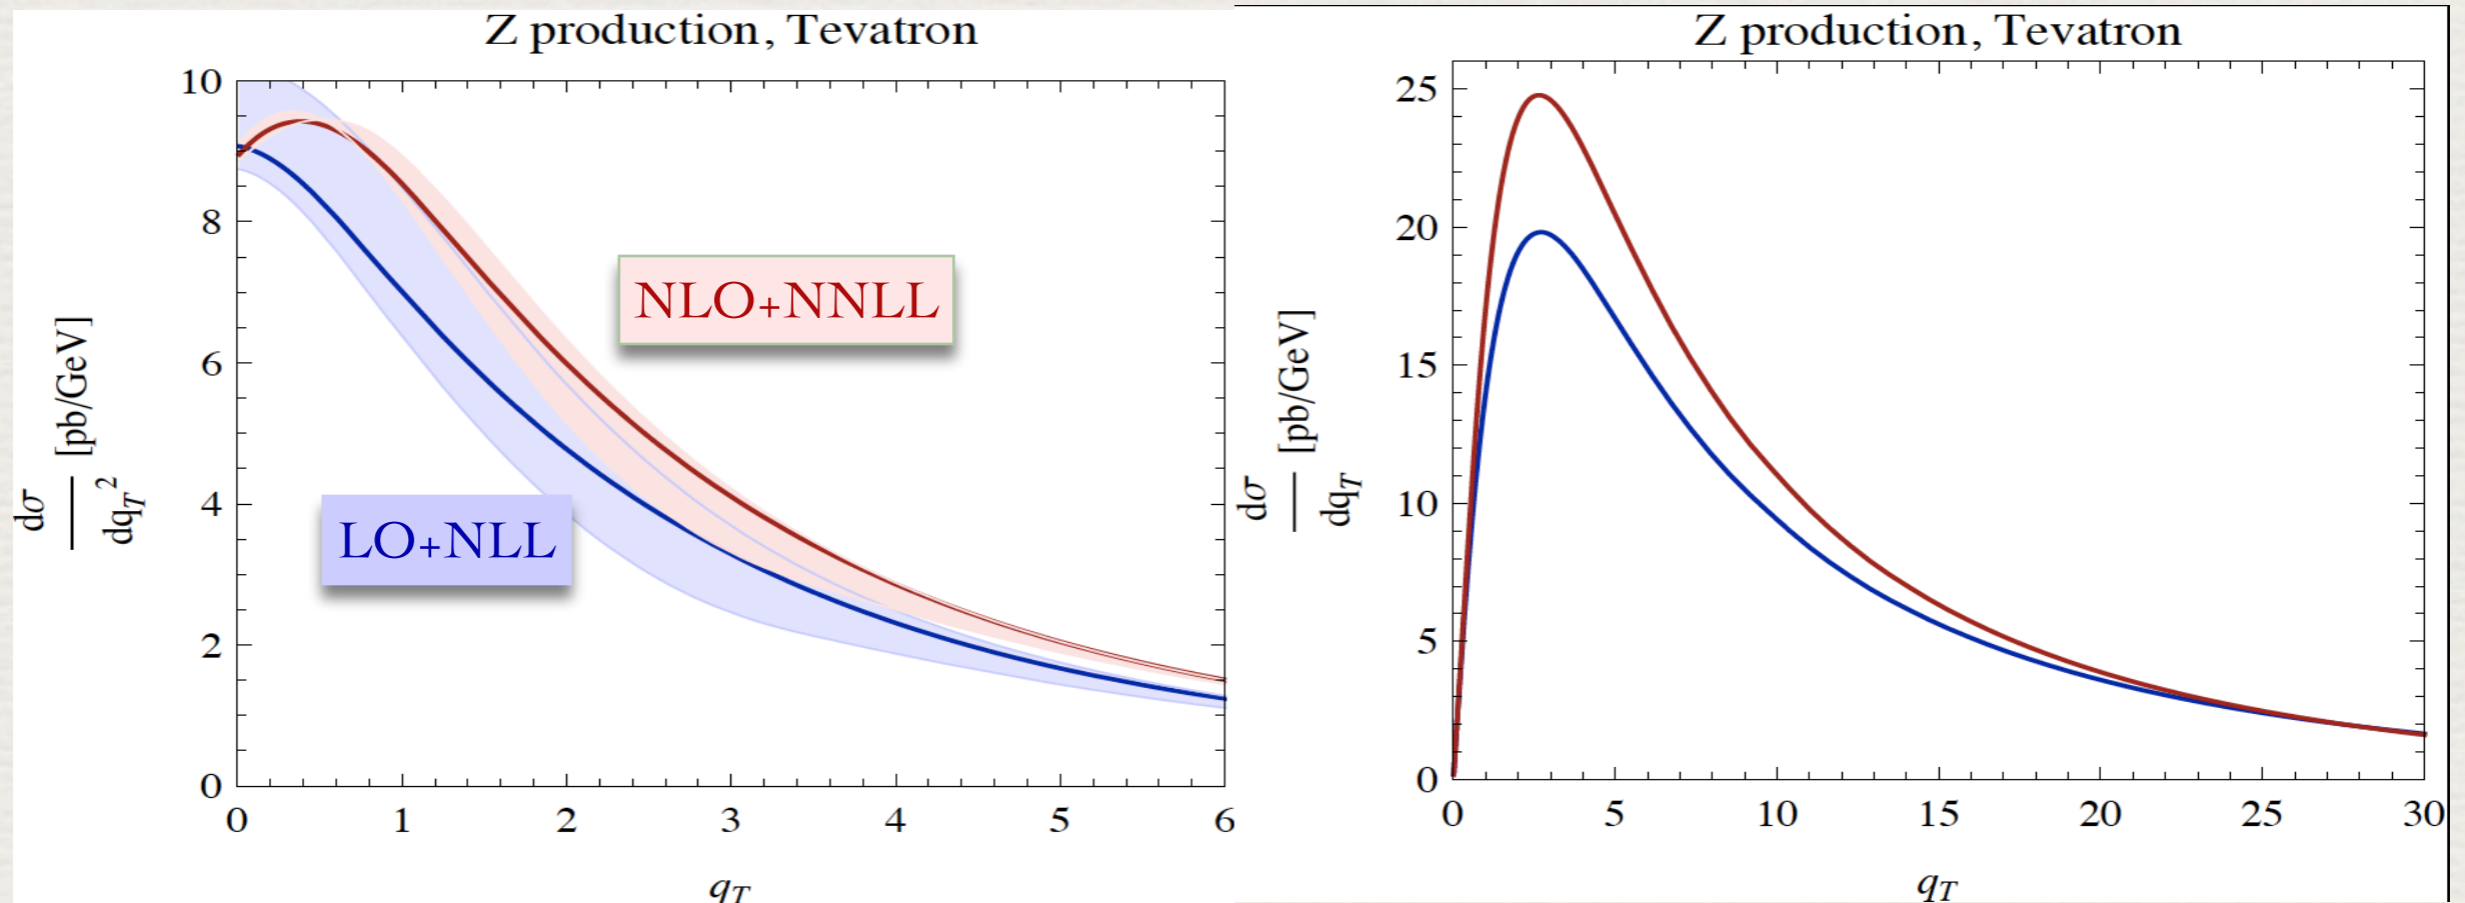 Z production, Tevatron
10
8
6
4
2
0
dσ
dq_T^2
[pb/GeV]
NLO+NNLL
LO+NLL
0 1 2 3 4 5 6
q_T
Z production, Tevatron
25
20
15
10
5
0
dσ
dq_T
[pb/GeV]
0 5 10 15 20 25 30
q_T